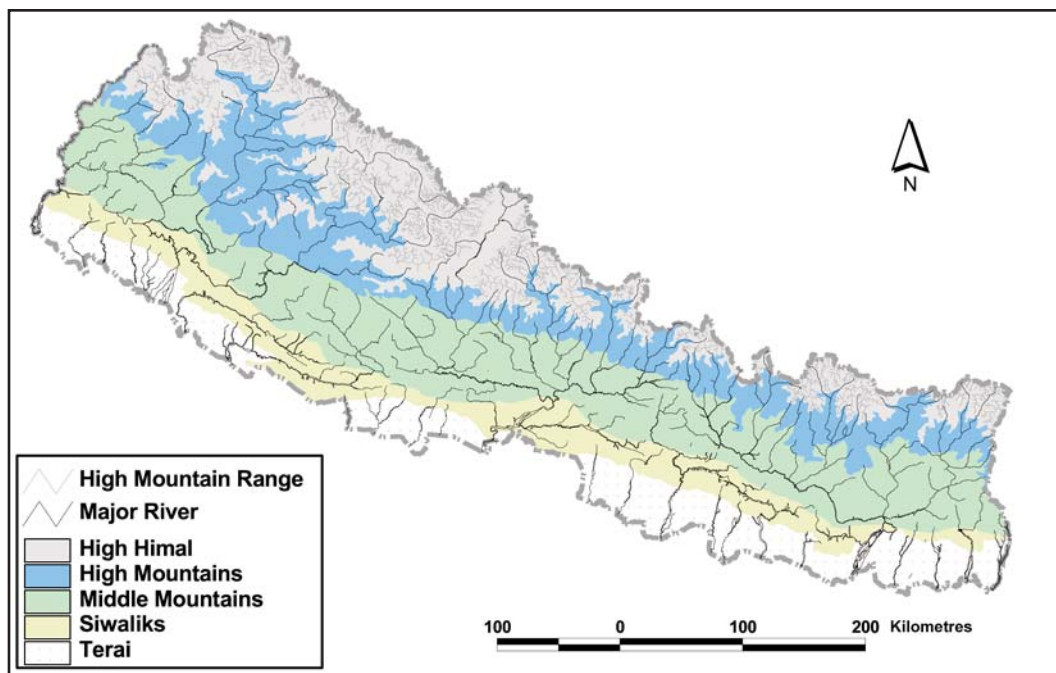 N
High Mountain Range
Major River
High Himal
High Mountains
Middle Mountains
Siwaliks
Terai
100 0 100 200 Kilometres